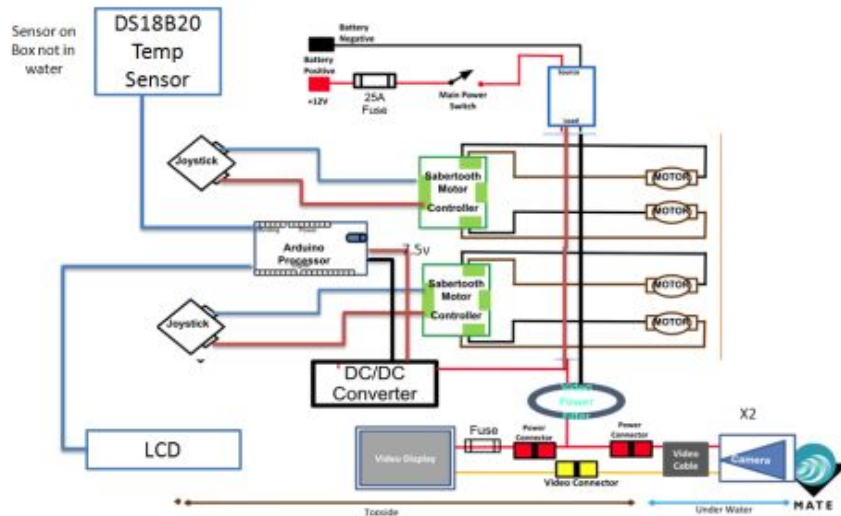 Sensor on
Box not in
water
DS18B20
Temp
Sensor
Battery
Negative
Battery
Positive
+12V
25A
Fuse
Main Power
Switch
Source
Load
Joystick
Sabertooth
Motor
Controller
MOTOR
MOTOR
Analog
Power
Arduino
Processor
7.5v
Sabertooth
Motor
Controller
MOTOR
MOTOR
Joystick
DC/DC
Converter
Power
LCD
Video Display
Fuse
Power
Connector
Power
Connector
Video Connector
Video
Cable
X2
Camera
MATE
Topside
Under Water